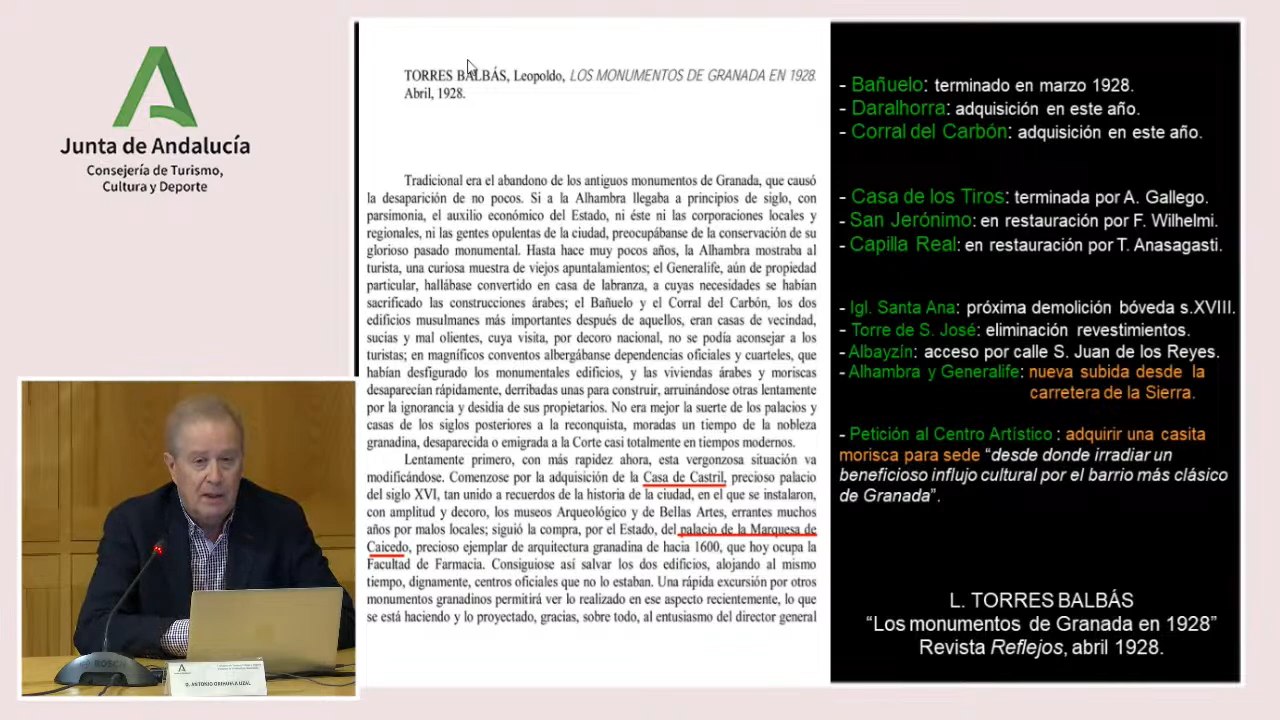 Junta de Andalucía
Consejería de Turismo,
Cultura y Deporte
TORRES BALBÁS, Leopoldo, LOS MONUMENTOS DE GRANADA EN 1928.
Abril, 1928.
Tradicional era el abandono de los antiguos monumentos de Granada, que causó
la desaparición de no pocos. Si a la Alhambra llegaba a principios de siglo, con
parsimonia, el auxilio económico del Estado, ni éste ni las corporaciones locales y
regionales, ni las gentes opulentas de la ciudad, preocupábanse de la conservación de su
glorioso pasado monumental. Hasta hace muy pocos años, la Alhambra mostraba al
turista, una curiosa muestra de viejos apuntalamientos; el Generalife, aún de propiedad
particular, hallábase convertido en casa de labranza, a cuyas necesidades se habían
sacrificado las construcciones árabes; el Bañuelo y el Corral del Carbón, los dos
edificios musulmanes más importantes después de aquellos, eran casas de vecindad,
sucias y mal olientes, cuya visita, por decoro nacional, no se podía aconsejar a los
turistas; en magníficos conventos albergábanse dependencias oficiales y cuarteles, que
habían desfigurado los monumentales edificios, y las viviendas árabes y moriscas
desaparecían rápidamente, derribadas unas para construir, arruinándose otras lentamente
por la ignorancia y desidia de sus propietarios. No era mejor la suerte de los palacios y
casas de los siglos posteriores a la reconquista, moradas un tiempo de la nobleza
granadina, desaparecida o emigrada a la Corte casi totalmente en tiempos modernos.
Lentamente primero, con más rapidez ahora, esta vergonzosa situación va
modificándose. Comenzose por la adquisición de la Casa de Castril, precioso palacio
del siglo XVI, tan unido a recuerdos de la historia de la ciudad, en el que se instalaron,
con amplitud y decoro, los museos Arqueológico y de Bellas Artes, errantes muchos
años por malos locales; siguió la compra, por el Estado, del palacio de la Marquesa de
Caicedo, precioso ejemplar de arquitectura granadina de hacia 1600, que hoy ocupa la
Facultad de Farmacia. Consiguiose así salvar los dos edificios, alojando al mismo
tiempo, dignamente, centros oficiales que no lo estaban. Una rápida excursión por otros
monumentos granadinos permitirá ver lo realizado en ese aspecto recientemente, lo que
se está haciendo y lo proyectado, gracias, sobre todo, al entusiasmo del director general
- Bañuelo: terminado en marzo 1928.
- Daralhorra: adquisición en este año.
- Corral del Carbón: adquisición en este año.
- Casa de los Tiros: terminada por A. Gallego.
- San Jerónimo: en restauración por F. Wilhelmi.
- Capilla Real: en restauración por T. Anasagasti.
- Igl. Santa Ana: próxima demolición bóveda s.XVIII.
- Torre de S. José: eliminación revestimientos.
- Albayzín: acceso por calle S. Juan de los Reyes.
- Alhambra y Generalife: nueva subida desde la
carretera de la Sierra.
- Petición al Centro Artístico : adquirir una casita
morisca para sede “desde donde irradiar un
beneficioso influjo cultural por el barrio más clásico
de Granada”.
L. TORRES BALBÁS
“Los monumentos de Granada en 1928”
Revista Reflejos, abril 1928.
BOSCH
D. ANTONIO ORIHUELA UZAL